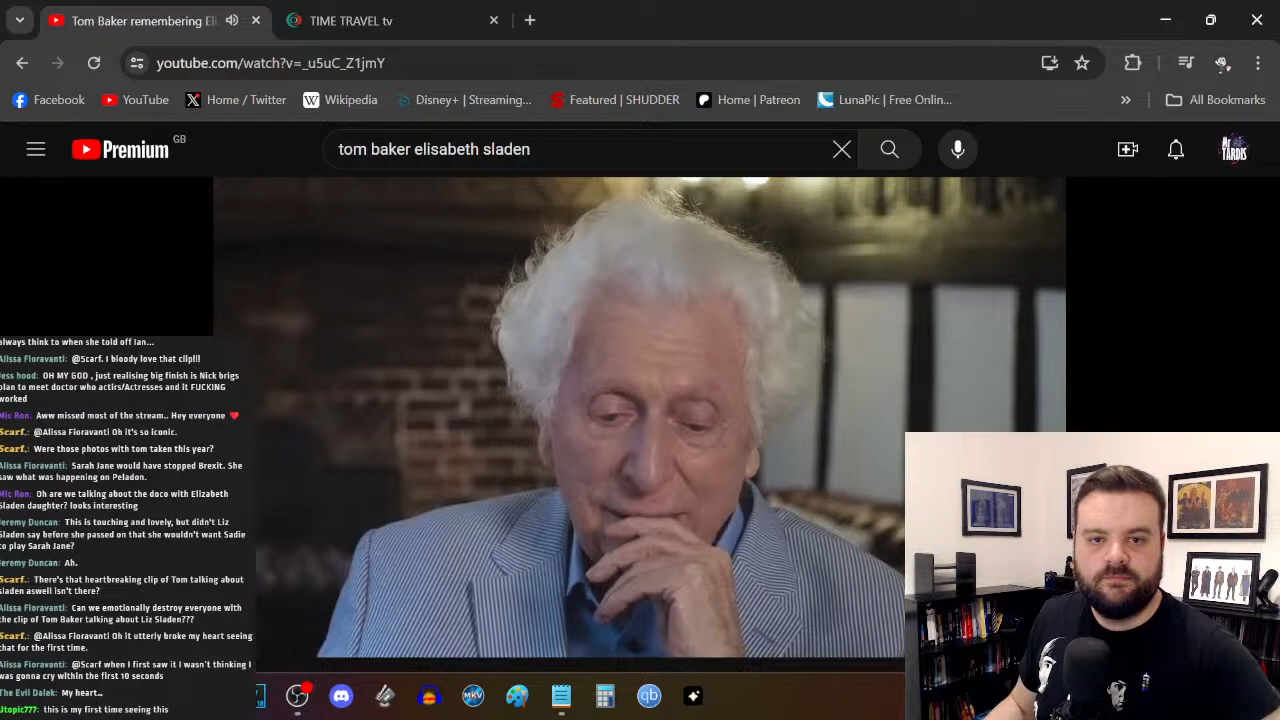 Tom Baker remembering Eli
TIME TRAVEL tv
youtube.com/watch?v=_u5uC_Z1jmY
Facebook
YouTube
Home / Twitter
Wikipedia
Disney+ | Streaming...
Featured | SHUDDER
Home | Patreon
LunaPic | Free Onlin...
All Bookmarks
Premium GB
tom baker elisabeth sladen
MR TARDIS
always think to when she told off Ian...
Alissa Fioravanti: @Scarf. I bloody love that clip!!!
Jess hood: OH MY GOD , just realising big finish is Nick brigs
plan to meet doctor who actirs/Actresses and it FUCKING
worked
Mic Ron: Aww missed most of the stream.. Hey everyone ❤️
Scarf.: @Alissa Fioravanti Oh it's so iconic.
Scarf.: Were those photos with tom taken this year?
Alissa Fioravanti: Sarah Jane would have stopped Brexit. She
saw what was happening on Peladon.
Mic Ron: Oh are we talking about the doco with Elizabeth
Sladen daughter? looks interesting
Jeremy Duncan: This is touching and lovely, but didn't Liz
Sladen say before she passed on that she wouldn't want Sadie
to play Sarah Jane?
Jeremy Duncan: Ah.
Scarf.: There's that heartbreaking clip of Tom talking about
sladen aswell isn't there?
Alissa Fioravanti: Can we emotionally destroy everyone with
the clip of Tom Baker talking about Liz Sladen???
Scarf.: @Alissa Fioravanti Oh it utterly broke my heart seeing
that for the first time.
Alissa Fioravanti: @Scarf when I first saw it I wasn't thinking I
was gonna cry within the first 10 seconds
The Evil Dalek: My heart...
Utopic777: this is my first time seeing this
MKV
qb